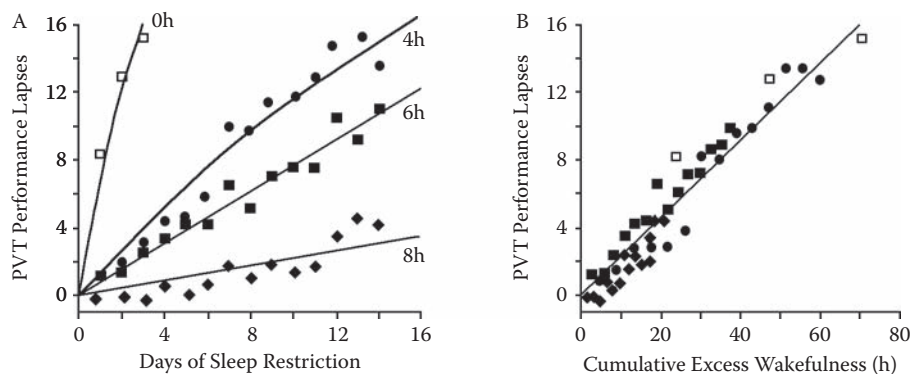 A
PVT Performance Lapses
16
12
8
4
0
0h
4h
6h
8h
0 4 8 12 16
Days of Sleep Restriction
B
PVT Performance Lapses
16
12
8
4
0
0 20 40 60 80
Cumulative Excess Wakefulness (h)